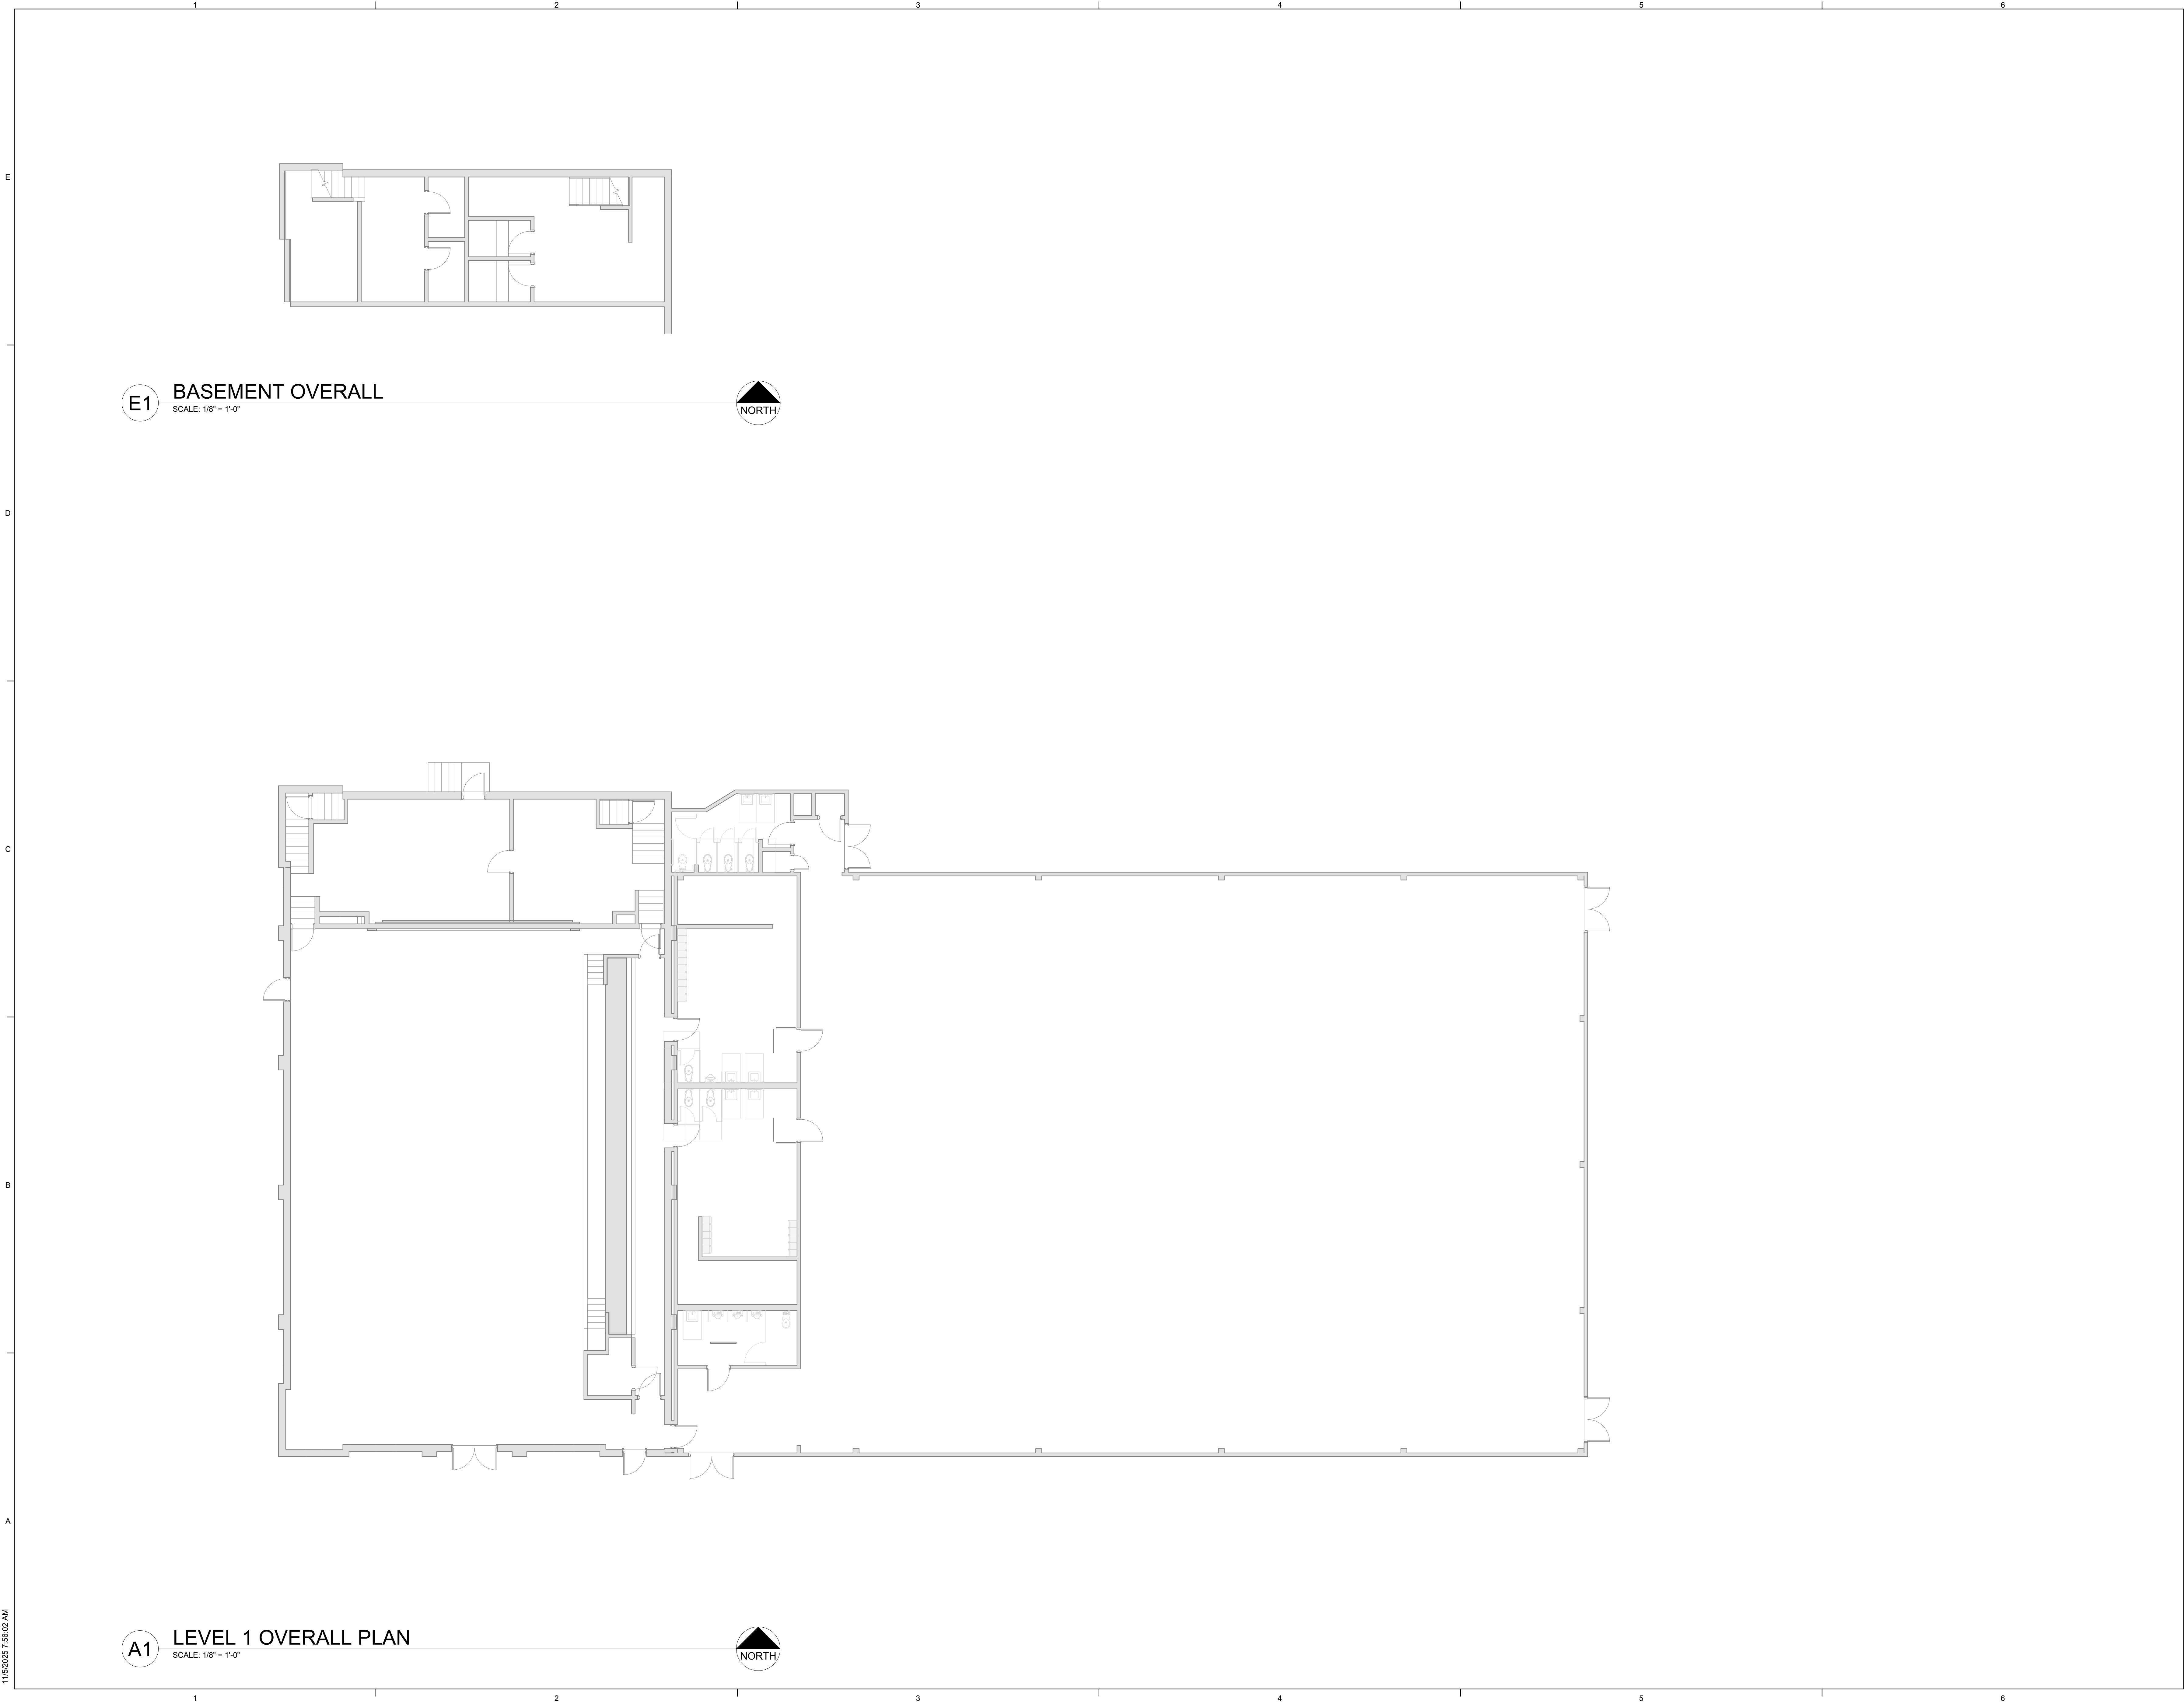 1 2 3 4 5 6
E
E1 BASEMENT OVERALL
SCALE: 1/8" = 1'-0"
NORTH
D
C
B
A
A1 LEVEL 1 OVERALL PLAN
SCALE: 1/8" = 1'-0"
NORTH
11/5/2025 7:56:02 AM
1 2 3 4 5 6